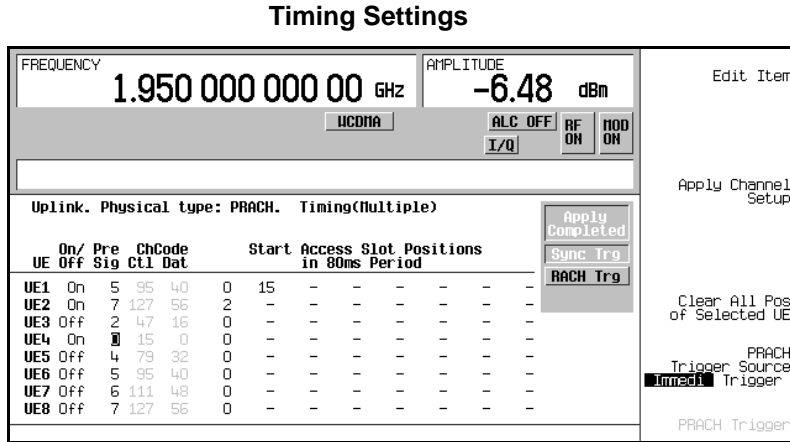 Timing Settings
FREQUENCY
1.950 000 000 00 GHz
AMPLITUDE
-6.48 dBm
WCDMA
ALC OFF
I/Q
RF ON
MOD ON
Uplink. Physical type: PRACH. Timing(Multiple)
Apply Completed
Sync Trg
RACH Trg
On/ Pre ChCode Start Access Slot Positions
UE Off Sig Ctl Dat in 80ms Period
UE1 On 5 95 40 0 15 - - - - - -
UE2 On 7 127 56 2 - - - - - - -
UE3 Off 2 47 16 0 - - - - - - -
UE4 On 0 15 0 0 - - - - - - -
UE5 Off 4 79 32 0 - - - - - - -
UE6 Off 5 95 40 0 - - - - - - -
UE7 Off 6 111 48 0 - - - - - - -
UE8 Off 7 127 56 0 - - - - - - -
Edit Item
Apply Channel
Setup
Clear All Pos
of Selected UE
PRACH
Trigger Source
Immedi Trigger
PRACH Trigger